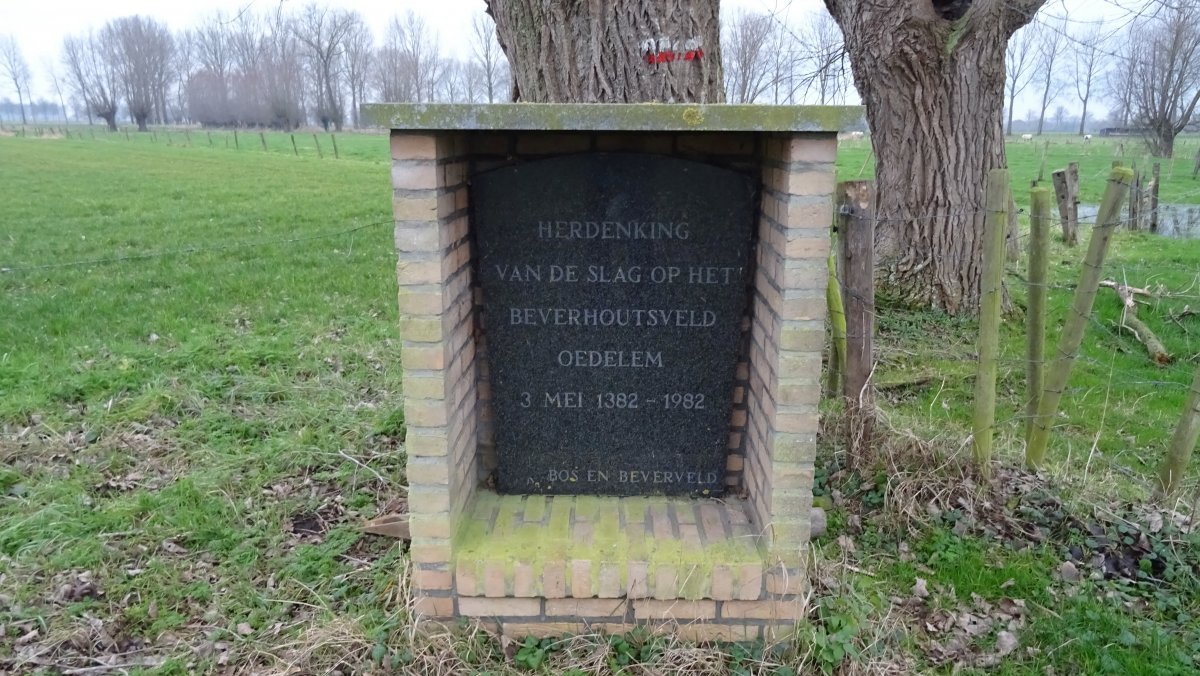 HERDENKING
VAN DE SLAG OP HET
BEVERHOUTSVELD
OEDELEM
3 MEI 1382 - 1982
BOS EN BEVERVELD